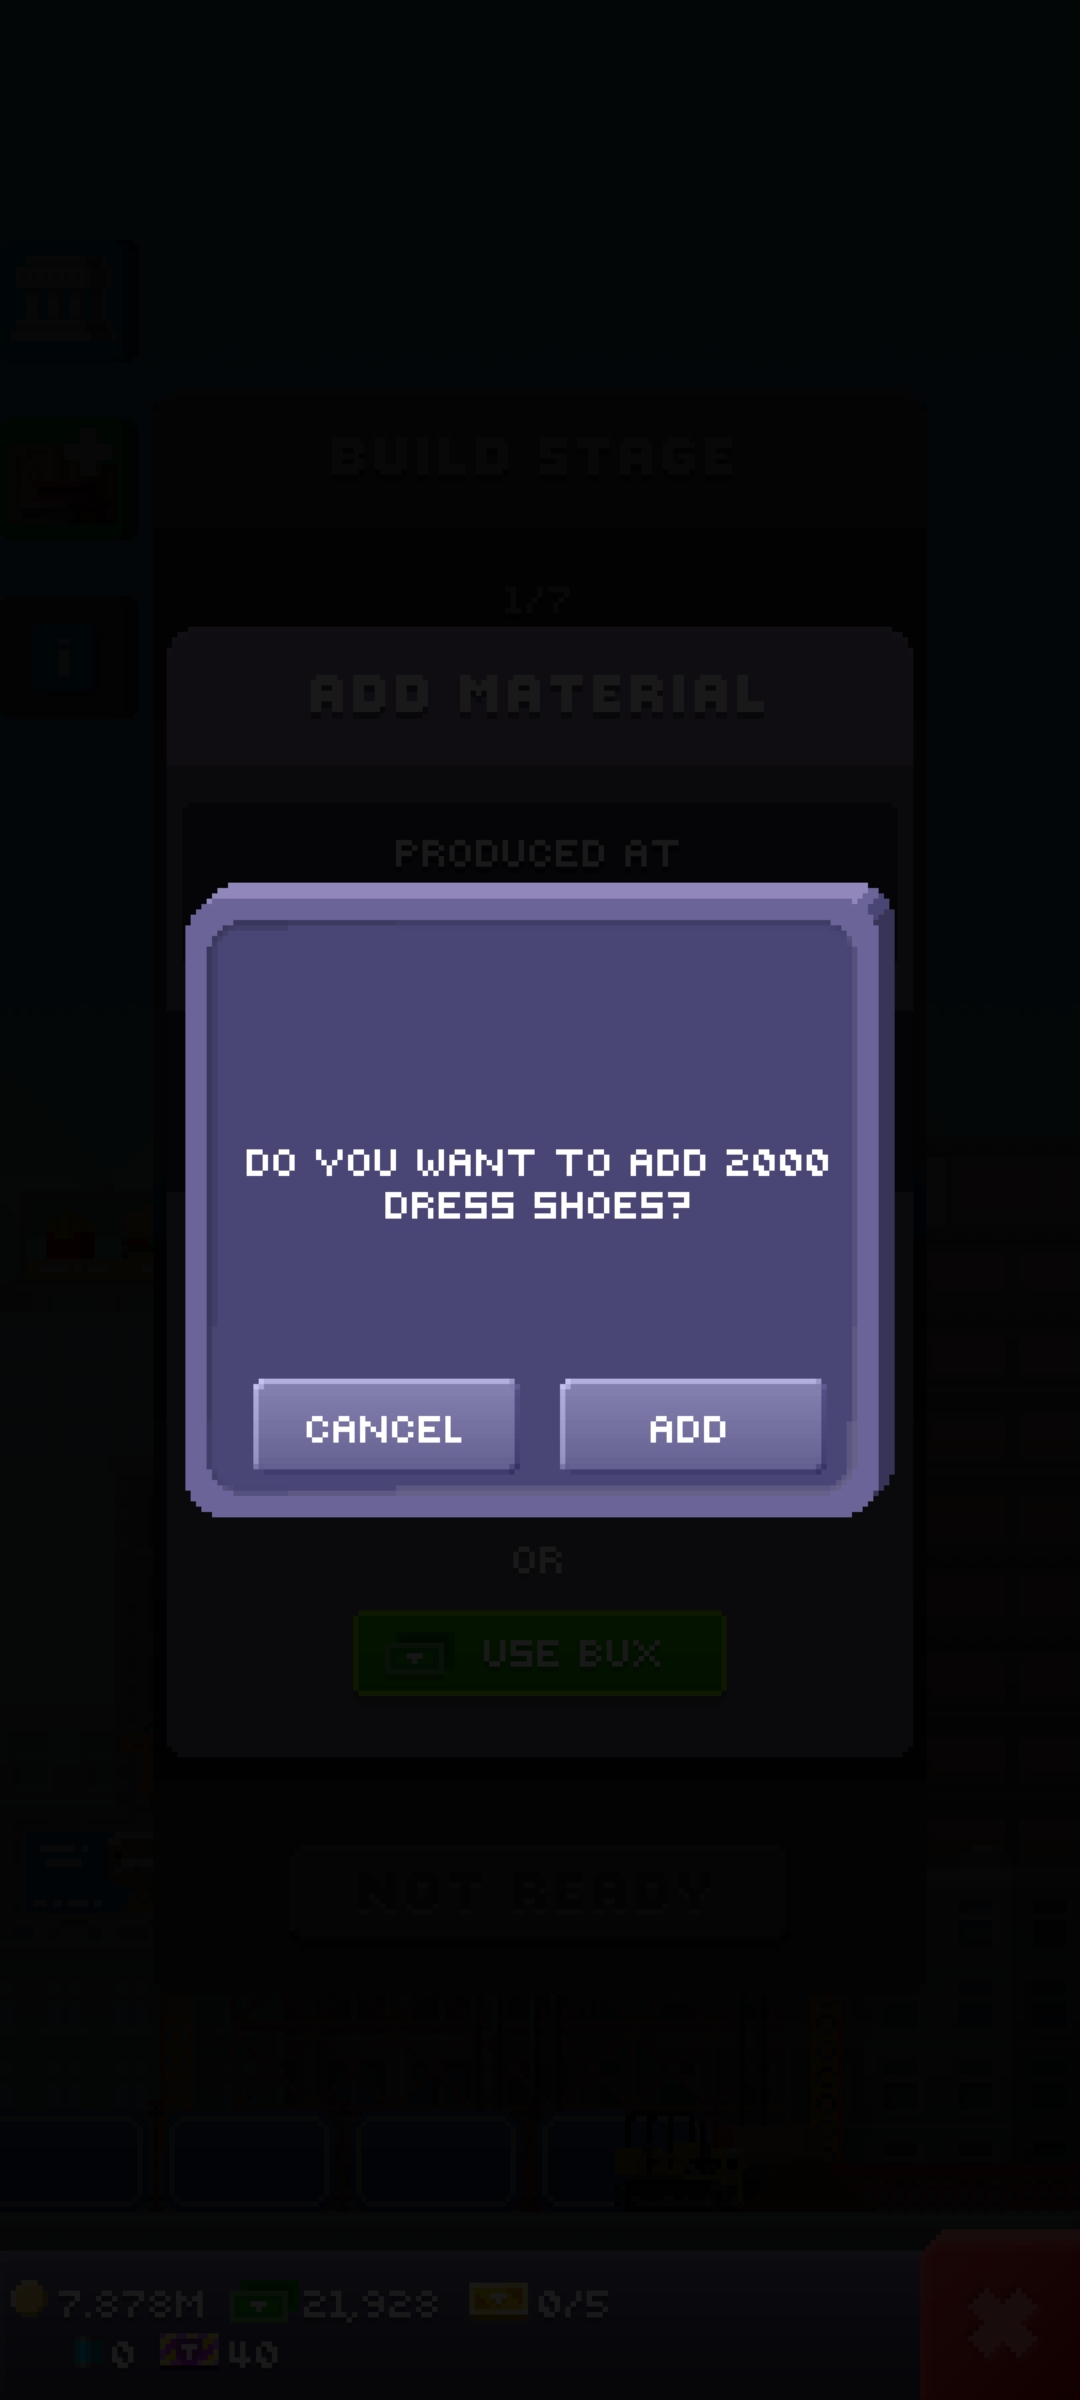 BUILD STAGE
1/7
ADD MATERIAL
PRODUCED AT
DO YOU WANT TO ADD 2000
DRESS SHOES?
CANCEL
ADD
OR
USE BUX
NOT READY
7.878M
21,928
0/5
0
40